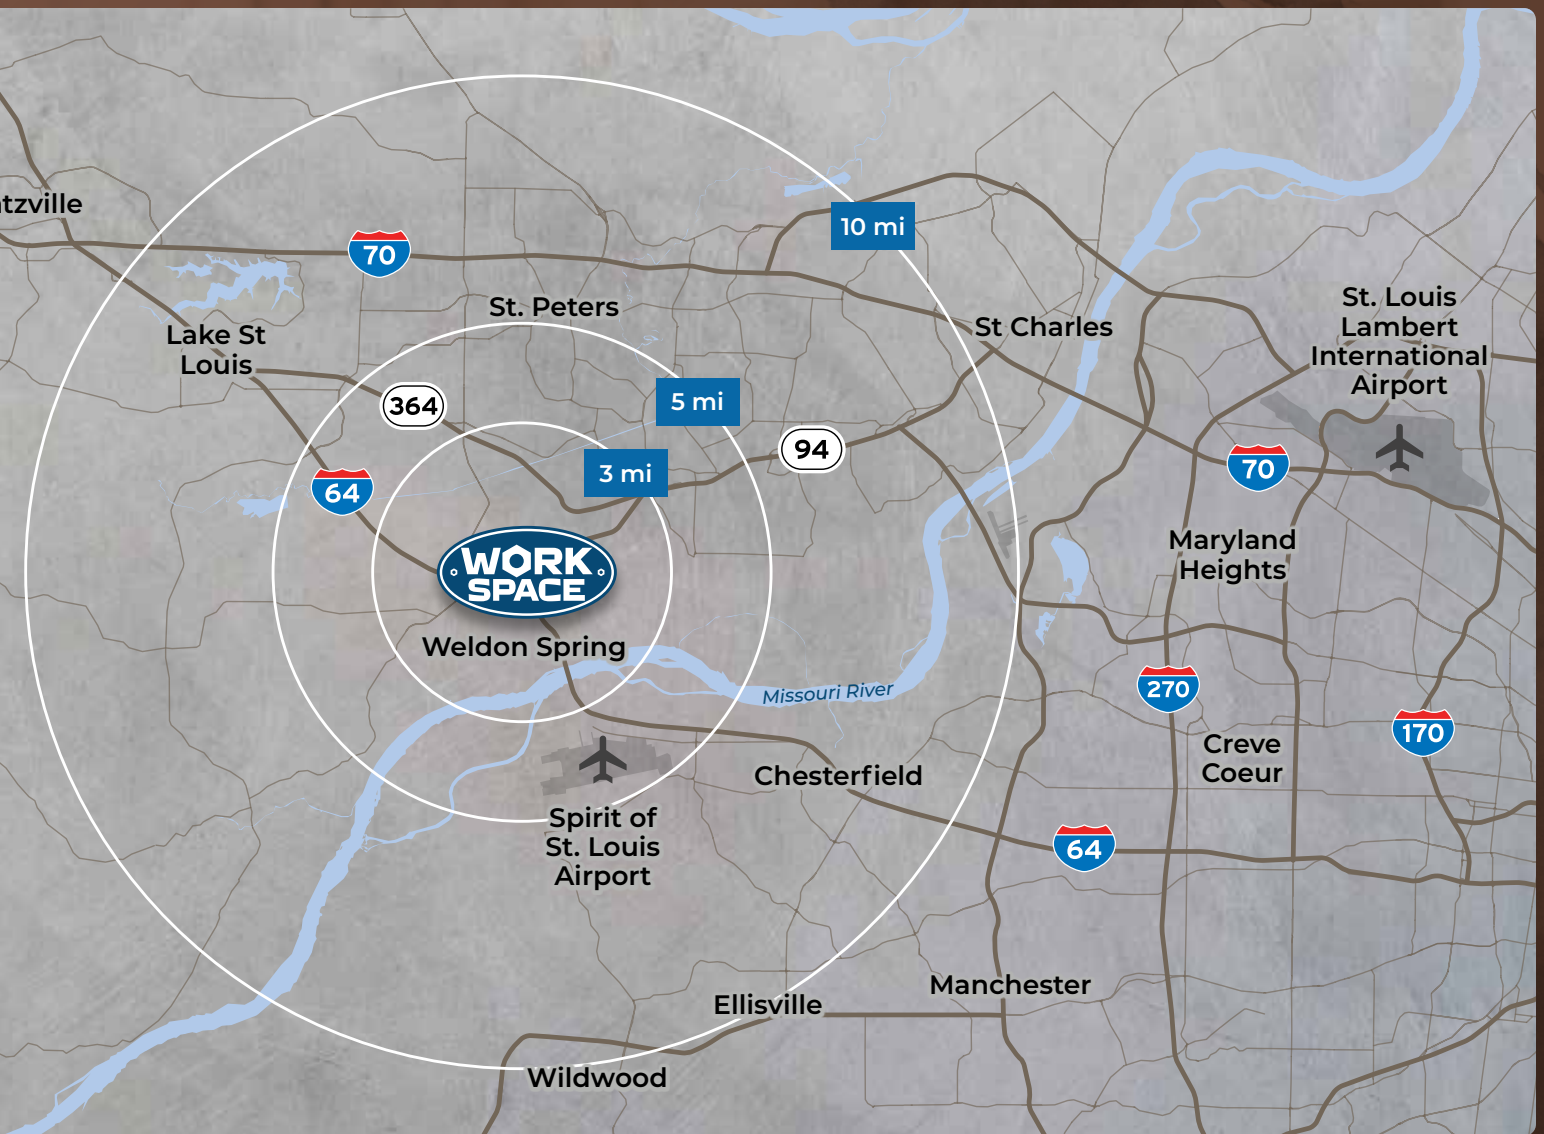 10 mi
70
St. Peters
Lake St
Louis
St Charles
St. Louis
Lambert
International
Airport
364
5 mi
94
3 mi
64
70
WORK
SPACE
Maryland
Heights
Weldon Spring
Missouri River
270
170
Creve
Coeur
Chesterfield
Spirit of
St. Louis
Airport
64
Manchester
Ellisville
Wildwood